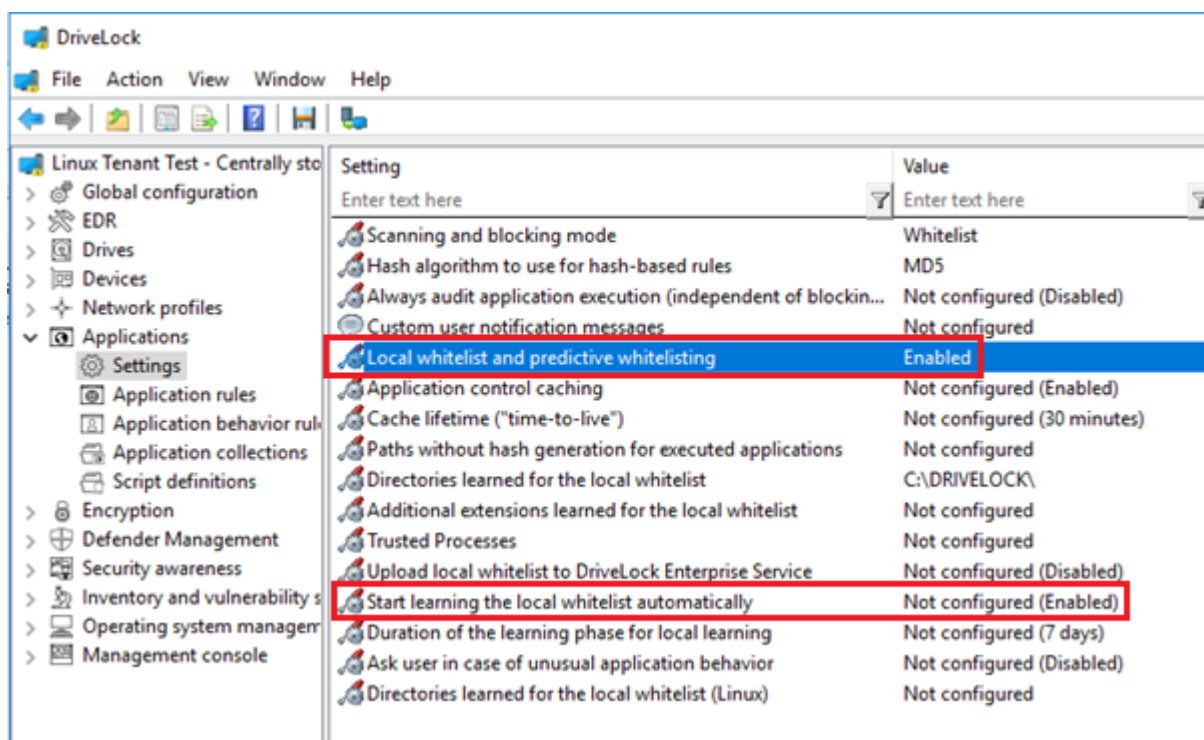 DriveLock
File Action View Window Help
Linux Tenant Test - Centrally sto
Global configuration
EDR
Drives
Devices
Network profiles
Applications
Settings
Application rules
Application behavior rul
Application collections
Script definitions
Encryption
Defender Management
Security awareness
Inventory and vulnerability s
Operating system managem
Management console
Setting Value
Enter text here Enter text here
Scanning and blocking mode Whitelist
Hash algorithm to use for hash-based rules MD5
Always audit application execution (independent of blockin... Not configured (Disabled)
Custom user notification messages Not configured
Local whitelist and predictive whitelisting Enabled
Application control caching Not configured (Enabled)
Cache lifetime ("time-to-live") Not configured (30 minutes)
Paths without hash generation for executed applications Not configured
Directories learned for the local whitelist C:\DRIVELOCK\
Additional extensions learned for the local whitelist Not configured
Trusted Processes Not configured
Upload local whitelist to DriveLock Enterprise Service Not configured (Disabled)
Start learning the local whitelist automatically Not configured (Enabled)
Duration of the learning phase for local learning Not configured (7 days)
Ask user in case of unusual application behavior Not configured (Disabled)
Directories learned for the local whitelist (Linux) Not configured